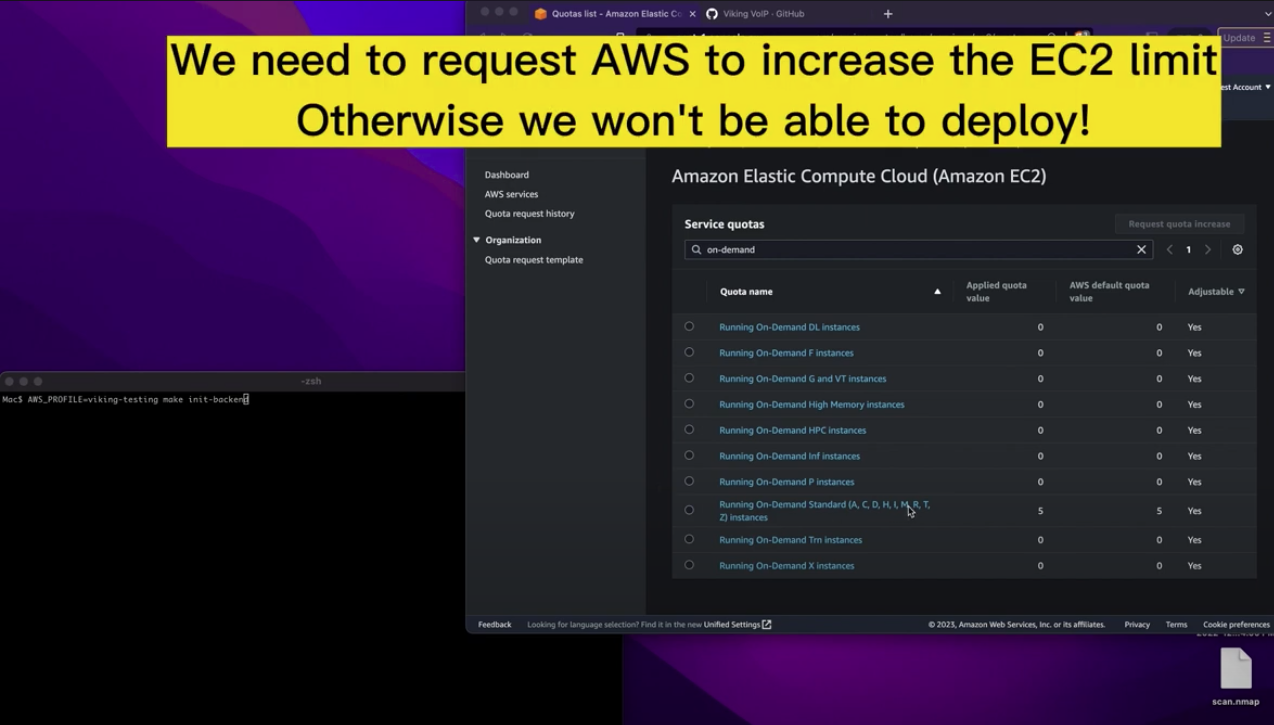 Quotas list - Amazon Elastic Co
Viking VoIP - GitHub
Update
We need to request AWS to increase the EC2 limit
Otherwise we won't be able to deploy!
est Account
Dashboard
AWS services
Quota request history
Organization
Quota request template
Amazon Elastic Compute Cloud (Amazon EC2)
Service quotas
Request quota increase
on-demand
1
Quota name
Applied quota value
AWS default quota value
Adjustable
Running On-Demand DL instances 0 0 Yes
Running On-Demand F instances 0 0 Yes
Running On-Demand G and VT instances 0 0 Yes
Running On-Demand High Memory instances 0 0 Yes
Running On-Demand HPC instances 0 0 Yes
Running On-Demand Inf instances 0 0 Yes
Running On-Demand P instances 0 0 Yes
Running On-Demand Standard (A, C, D, H, I, M, R, T,
Z) instances 5 5 Yes
Running On-Demand Trn instances 0 0 Yes
Running On-Demand X instances 0 0 Yes
-zsh
Mac$ AWS_PROFILE=viking-testing make init-backend
Feedback
Looking for language selection? Find it in the new Unified Settings
© 2023, Amazon Web Services, Inc. or its affiliates.
Privacy
Terms
Cookie preferences
scan.nmap